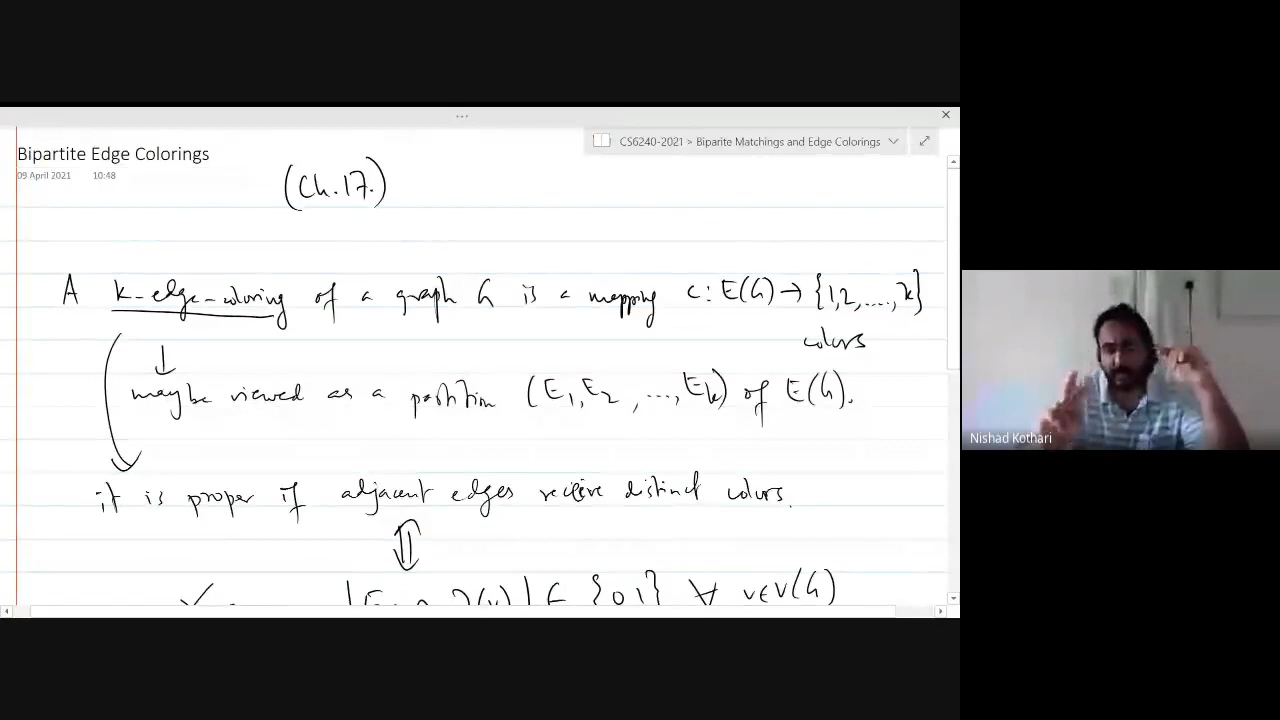 CS6240-2021 > Biparite Matchings and Edge Colorings
Bipartite Edge Colorings
09 April 2021 10:48
(Ch.17.)
A k-edge-coloring of a graph G is a mapping c: E(G) → {1,2,....,k}
colors
may be viewed as a partition (E1, E2, ..., Ek) of E(G).
it is proper if adjacent edges receive distinct colors.
∈ {0,1} ∀ v∈V(G)
Nishad Kothari